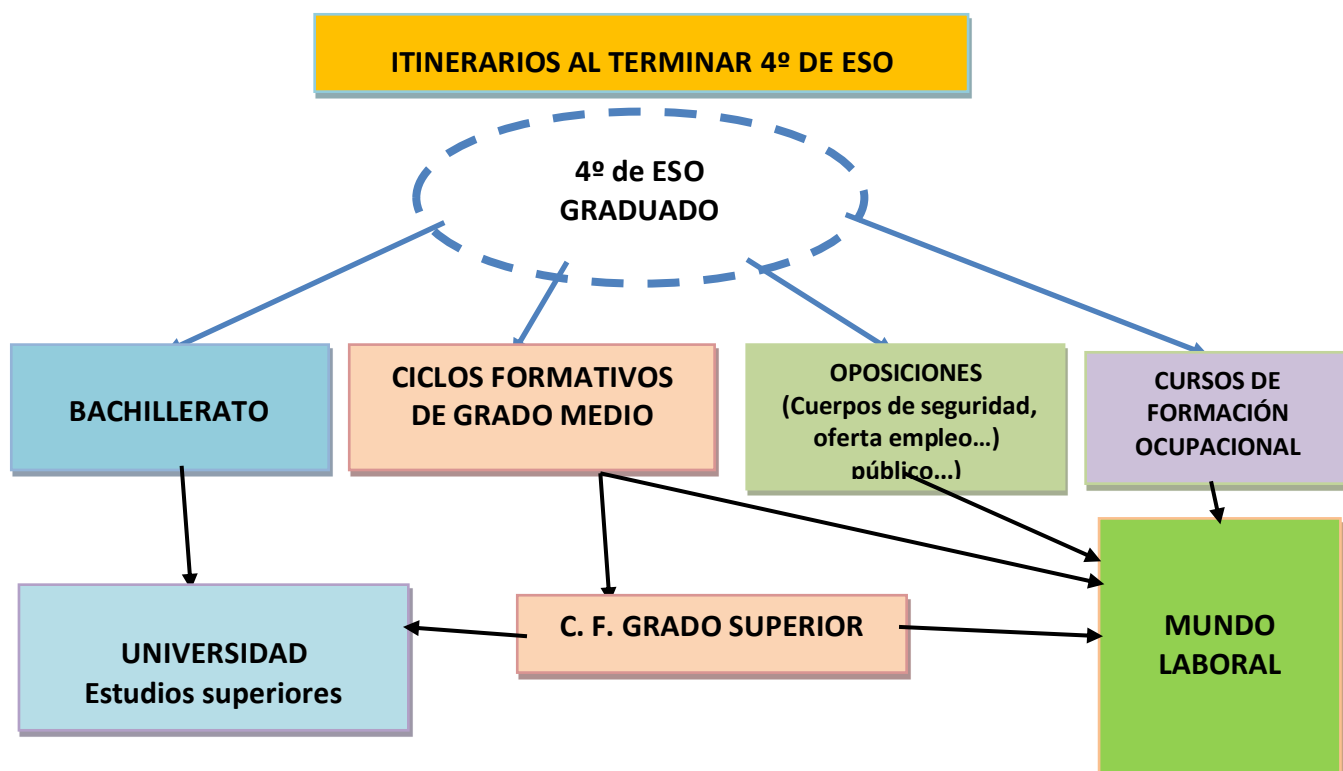 ITINERARIOS AL TERMINAR 4º DE ESO
4º de ESO
GRADUADO
BACHILLERATO
CICLOS FORMATIVOS
DE GRADO MEDIO
OPOSICIONES
(Cuerpos de seguridad,
oferta empleo...)
público...)
CURSOS DE
FORMACIÓN
OCUPACIONAL
UNIVERSIDAD
Estudios superiores
C. F. GRADO SUPERIOR
MUNDO
LABORAL